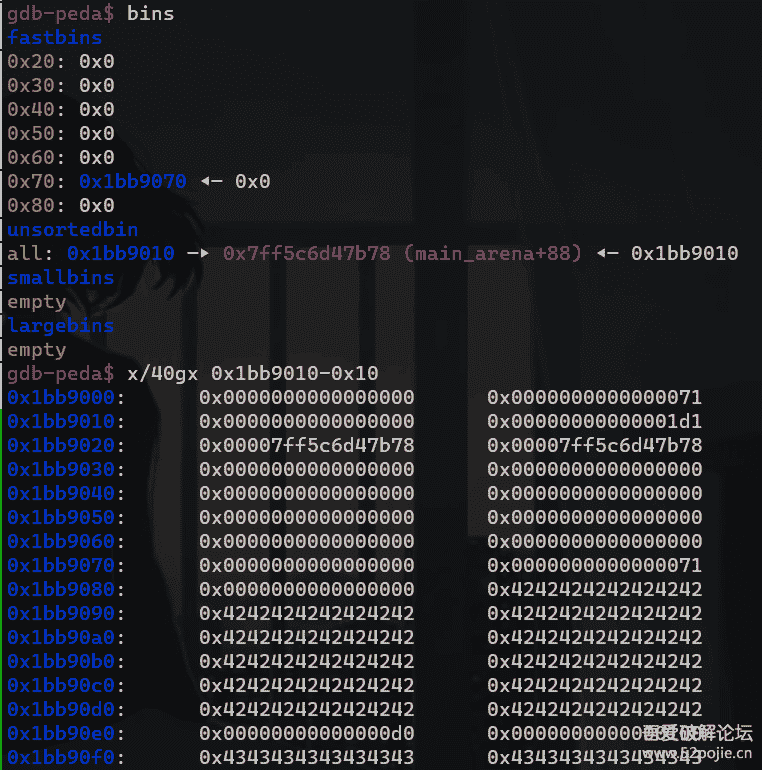 gdb-peda$ bins
fastbins
0x20: 0x0
0x30: 0x0
0x40: 0x0
0x50: 0x0
0x60: 0x0
0x70: 0x1bb9070 ◂— 0x0
0x80: 0x0
unsortedbin
all: 0x1bb9010 —▸ 0x7ff5c6d47b78 (main_arena+88) ◂— 0x1bb9010
smallbins
empty
largebins
empty
gdb-peda$ x/40gx 0x1bb9010-0x10
0x1bb9000: 0x0000000000000000 0x0000000000000071
0x1bb9010: 0x0000000000000000 0x00000000000001d1
0x1bb9020: 0x00007ff5c6d47b78 0x00007ff5c6d47b78
0x1bb9030: 0x0000000000000000 0x0000000000000000
0x1bb9040: 0x0000000000000000 0x0000000000000000
0x1bb9050: 0x0000000000000000 0x0000000000000000
0x1bb9060: 0x0000000000000000 0x0000000000000000
0x1bb9070: 0x0000000000000000 0x0000000000000071
0x1bb9080: 0x0000000000000000 0x4242424242424242
0x1bb9090: 0x4242424242424242 0x4242424242424242
0x1bb90a0: 0x4242424242424242 0x4242424242424242
0x1bb90b0: 0x4242424242424242 0x4242424242424242
0x1bb90c0: 0x4242424242424242 0x4242424242424242
0x1bb90d0: 0x4242424242424242 0x4242424242424242
0x1bb90e0: 0x00000000000000d0
0x1bb90f0: 0x4343434343434343 0x4343434343434343
吾爱破解论坛
www.52pojie.cn